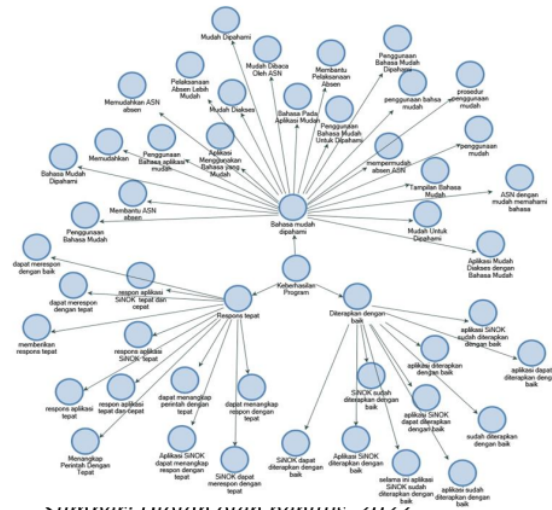 Mudah Dipahami
Mudah Dibaca
Oleh ASN
Membantu
Pelaksanaan
Absen
Penggunaan
Bahasa Mudah
Dipahami
Memudahkan ASN
absen
Pelaksanaan
Absen Lebih
Mudah
Mudah Diakses
Bahasa Pada
Aplikasi Mudah
Penggunaan
Bahasa Mudah
Untuk Dipahami
penggunaan bahsa
mudah
prosedur
penggunaan
mudah
Bahasa Mudah
Dipahami
Memudahkan
Penggunaan
Bahasa aplikasi
mudah
Aplikasi
Menggunakan
Bahasa yang
Mudah
mempermudah
absen ASN
penggunaan
mudah
Penggunaan
Bahasa Mudah
Membantu ASN
absen
Bahasa mudah
dipahami
Tampilan Bahasa
Mudah
Mudah Untuk
Dipahami
ASN dengan
mudah memahami
bahasa
Aplikasi Mudah
Diakses dengan
Bahasa Mudah
dapat merespon
dengan baik
dapat merespon
dengan tepat
respon aplikasi
SiNOK tepat dan
cepat
Keberhasilan
Program
Respons tepat
Diterapkan dengan
baik
memberikan
respons tepat
respons aplikasi
SiNOK tepat
aplikasi SiNOK
sudah diterapkan
dengan baik
aplikasi diterapkan
dengan baik
aplikasi dapat
diterapkan
dengan baik
respons aplikasi
tepat
respon aplikasi
tepat dan cepat
dapat menangkap
perintah dengan
tepat
dapat menangkap
respon dengan
tepat
SiNOK sudah
diterapkan dengan
baik
aplikasi SiNOK
dapat diterapkan
dengan baik
sudah diterapkan
dengan baik
Menangkap
Perintah Dengan
Tepat
Aplikasi SiNOK
dapat menangkap
respon dengan
tepat
SiNOK dapat
merespon dengan
tepat
SiNOK dapat
diterapkan dengan
baik
Aplikasi SiNOK
diterapkan dengan
baik
selama ini aplikasi
SiNOK sudah
diterapkan dengan
baik
aplikasi sudah
diterapkan dengan
baik